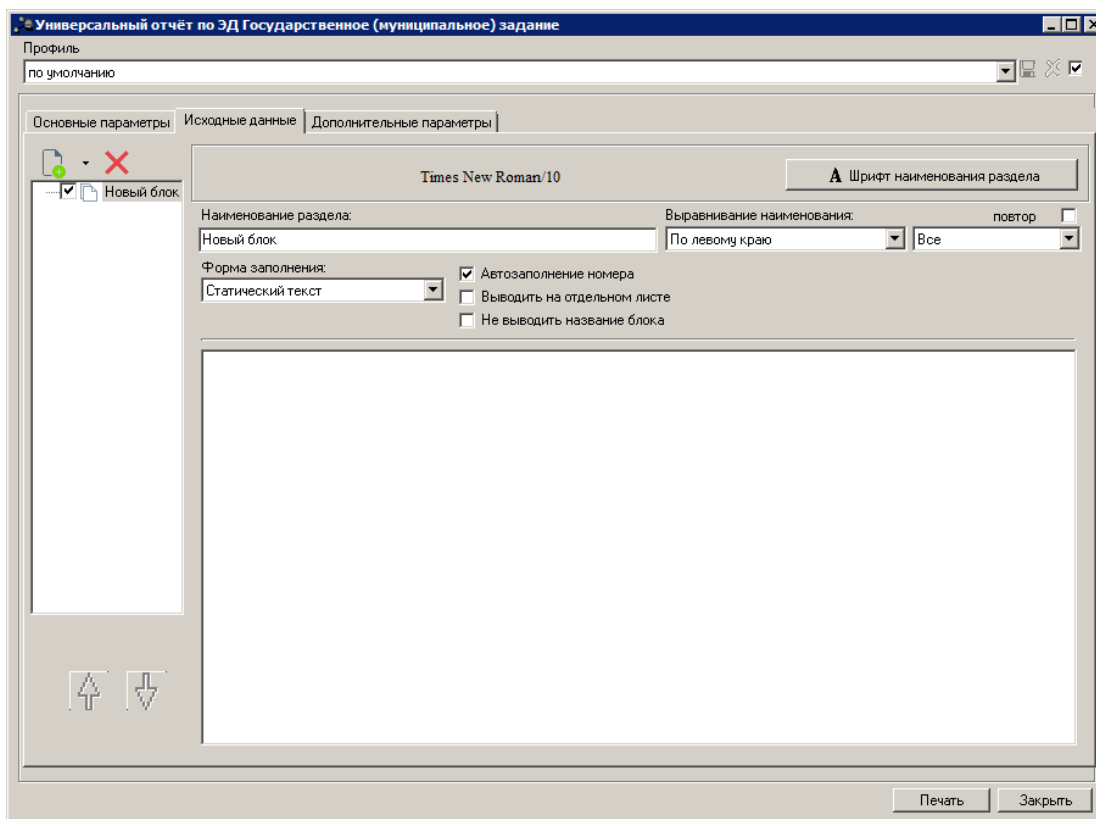 Универсальный отчёт по ЭД Государственное (муниципальное) задание
Профиль
по умолчанию
Основные параметры Исходные данные Дополнительные параметры
Новый блок
Times New Roman/10
А Шрифт наименования раздела
Наименование раздела: Выравнивание наименования: повтор
Новый блок По левому краю Все
Форма заполнения:
Статический текст
Автозаполнение номера
Выводить на отдельном листе
Не выводить название блока
Печать Закрыть